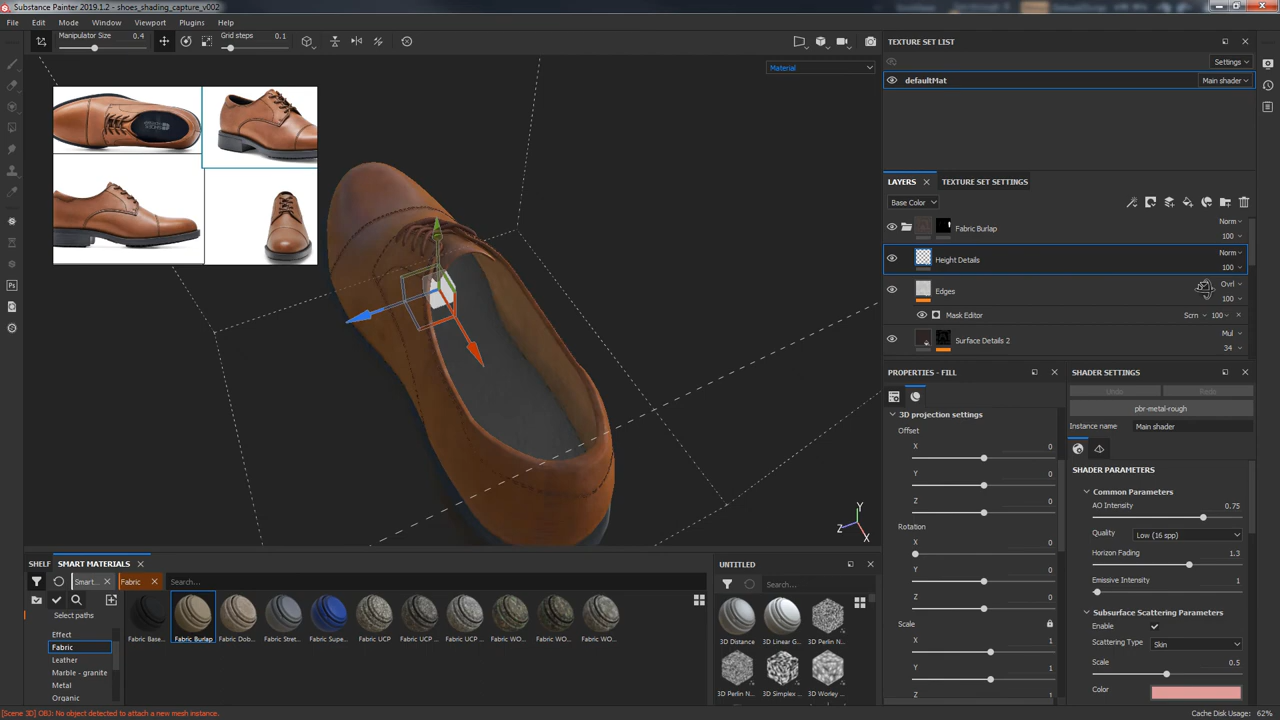 Substance Painter 2019.1.2 - shoes_shading_capture_v002
File Edit Mode Window Viewport Plugins Help
Manipulator Size 0.4
Grid steps 0.1
Material
TEXTURE SET LIST
Settings
defaultMat
Main shader
LAYERS
TEXTURE SET SETTINGS
Base Color
Fabric Burlap
Norm
100
Height Details
Norm
100
Edges
Ovrl
100
Mask Editor
Scrn 100
Surface Details 2
Mul
34
PROPERTIES - FILL
3D projection settings
Offset
X 0
Y 0
Z 0
Rotation
X 0
Y 0
Z 0
Scale
X 1
Y 1
Z 1
SHADER SETTINGS
Undo Redo
pbr-metal-rough
Instance name Main shader
SHADER PARAMETERS
Common Parameters
AO Intensity 0.75
Quality Low (16 spp)
Horizon Fading 1.3
Emissive Intensity 1
Subsurface Scattering Parameters
Enable
Scattering Type Skin
Scale 0.5
Color
Y
Z
X
SHELF
SMART MATERIALS
Smart...
Fabric
Search...
Select paths
Effect
Fabric
Leather
Marble - granite
Metal
Organic
Fabric Base...
Fabric Burlap
Fabric Dob...
Fabric Stret...
Fabric Supe...
Fabric UCP
Fabric UCP ...
Fabric UCP ...
Fabric WO...
Fabric WO...
Fabric WO...
UNTITLED
Search...
3D Distance
3D Linear G...
3D Perlin N...
3D Perlin N...
3D Simplex ...
3D Worley ...
[Scene 3D] OBJ: No object detected to attach a new mesh instance.
Cache Disk Usage: 62%